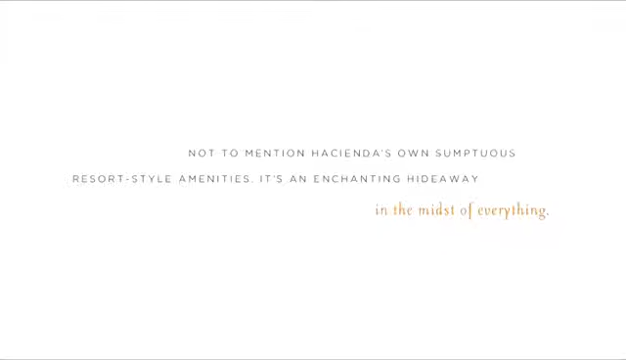 NOT TO MENTION HACIENDA'S OWN SUMPTUOUS
RESORT-STYLE AMENITIES. IT'S AN ENCHANTING HIDEAWAY
in the midst of everything.